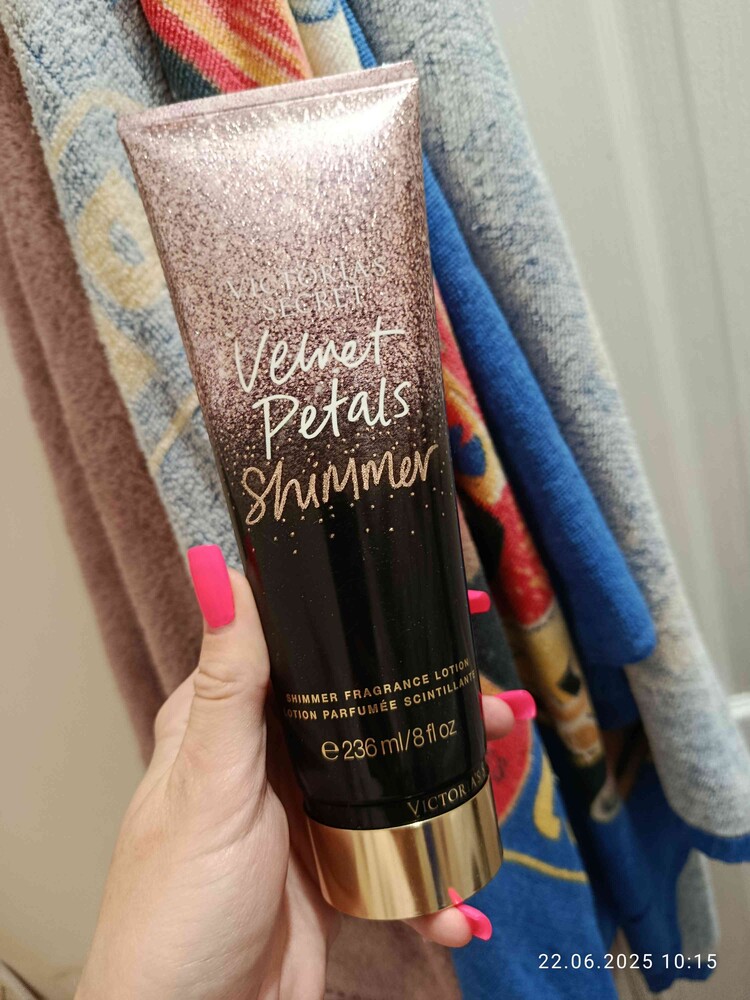 VICTORIA'S
SECRET
Velvet
Petals
Shimmer
SHIMMER FRAGRANCE LOTION
LOTION PARFUMÉE SCINTILLANTE
℮ 236 ml/8 fl oz
VICTORIA'S
22.06.2025 10:15